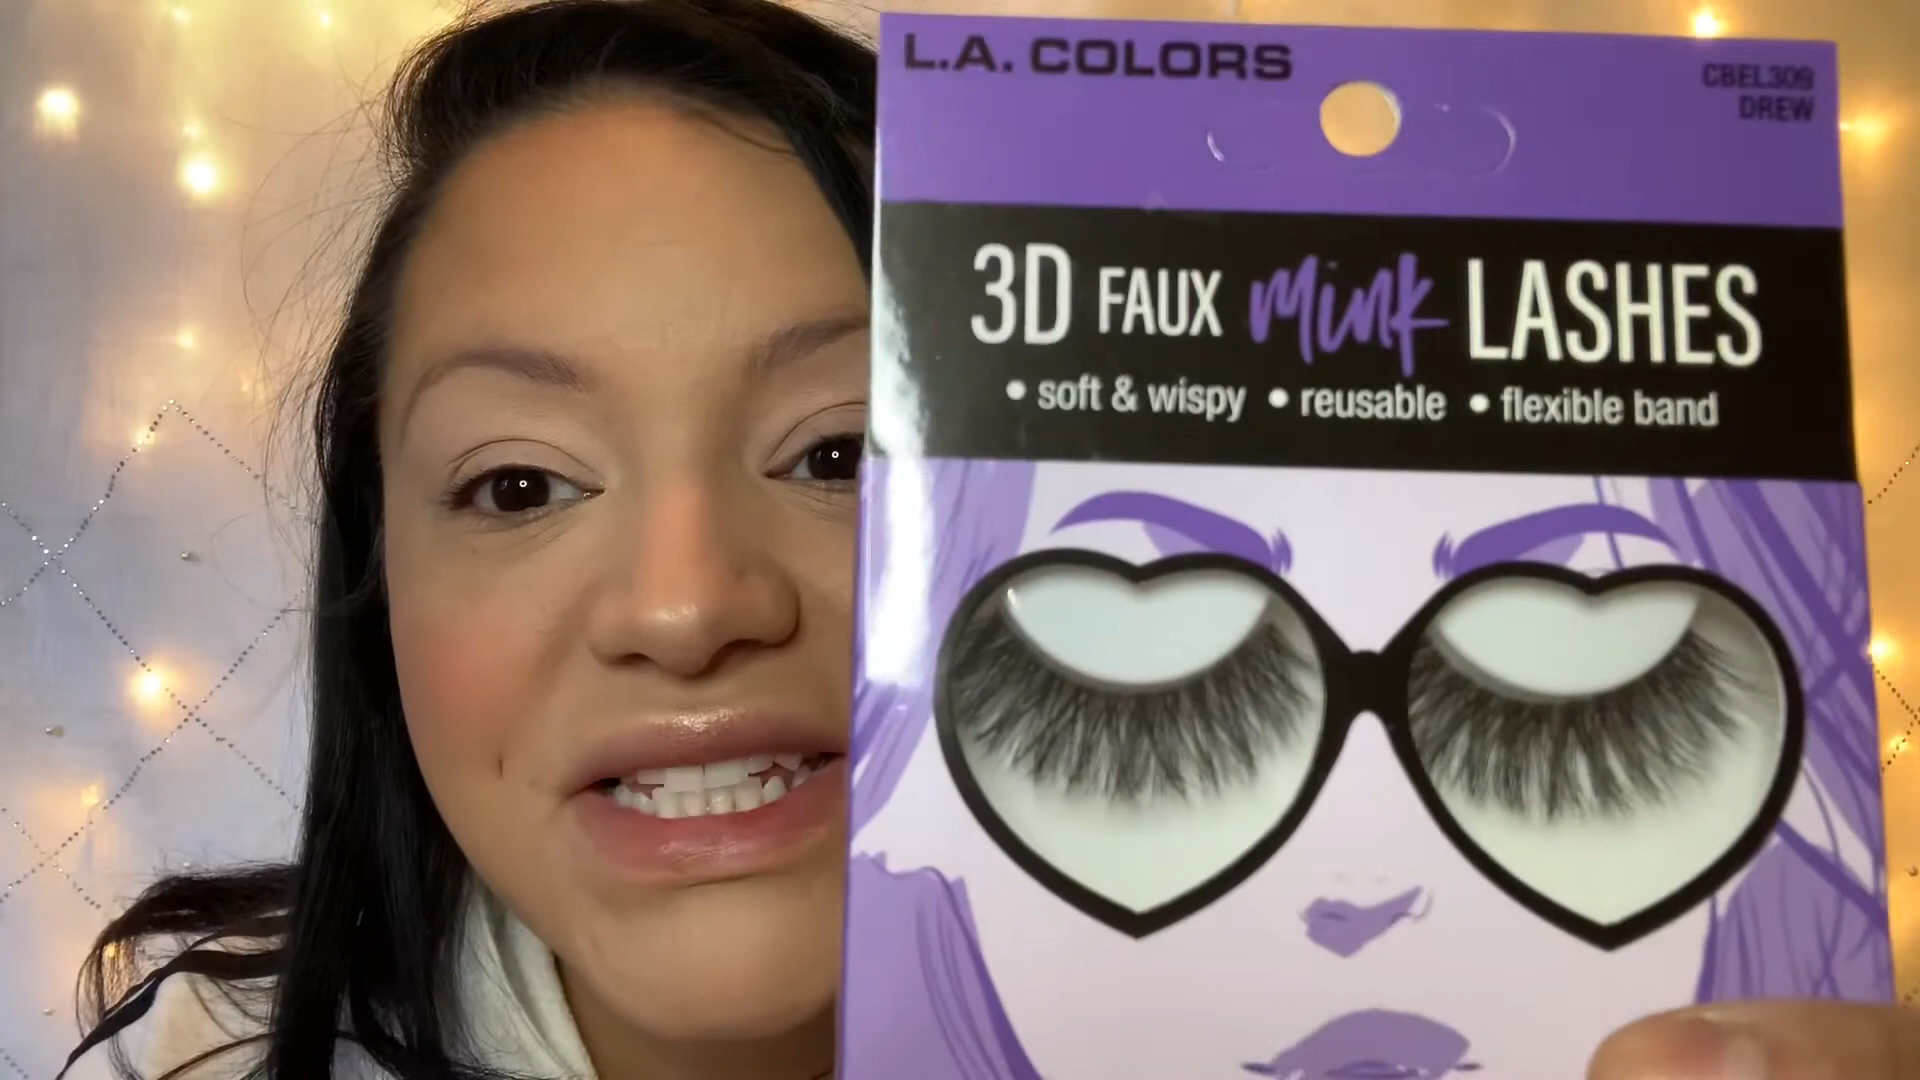 L.A. COLORS
CBEL309
DREW
3D FAUX mink LASHES
• soft & wispy • reusable • flexible band